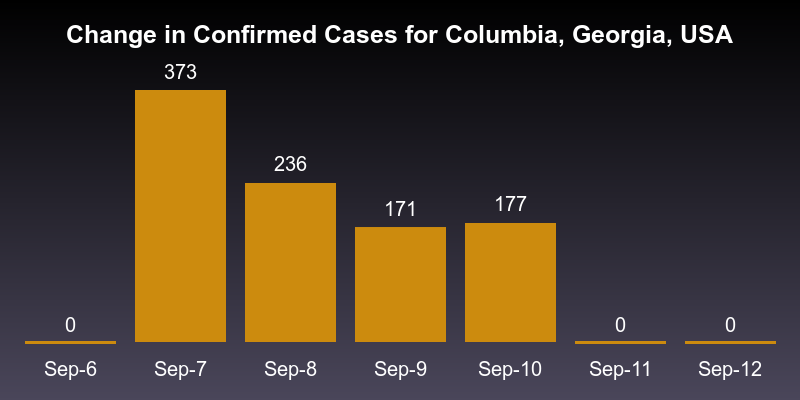 Change in Confirmed Cases for Columbia, Georgia, USA
373
236
171
177
0
0
0
Sep-6
Sep-7
Sep-8
Sep-9
Sep-10
Sep-11
Sep-12